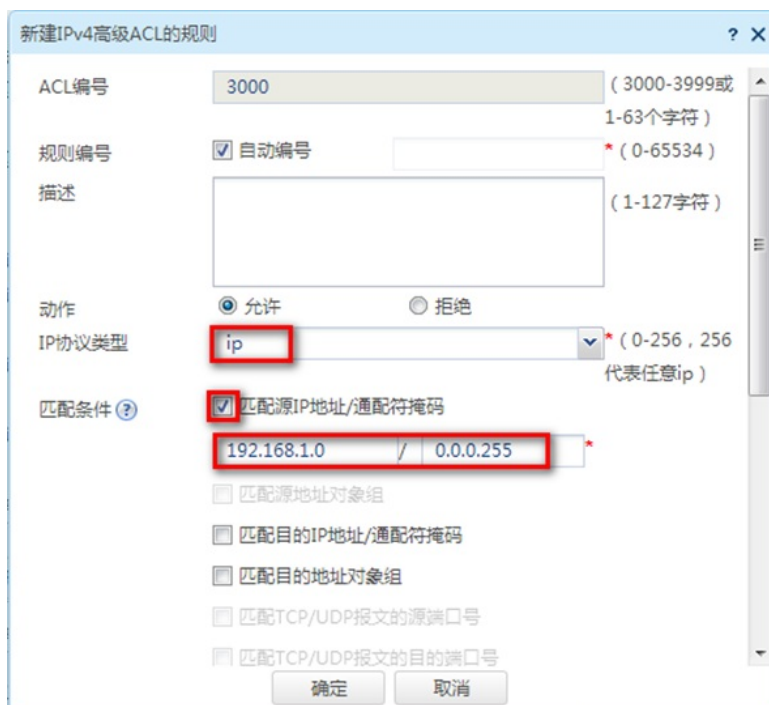 新建IPv4高级ACL的规则 ?
ACL编号 3000 (3000-3999或
1-63个字符)
规则编号 自动编号 * (0-65534)
描述 (1-127字符)
动作 允许 拒绝
IP协议类型 ip * (0-256，256
代表任意ip)
匹配条件 ? 匹配源IP地址/通配符掩码
192.168.1.0 / 0.0.0.255 *
匹配源地址对象组
匹配目的IP地址/通配符掩码
匹配目的地址对象组
匹配TCP/UDP报文的源端口号
匹配TCP/UDP报文的目的端口号
确定 取消